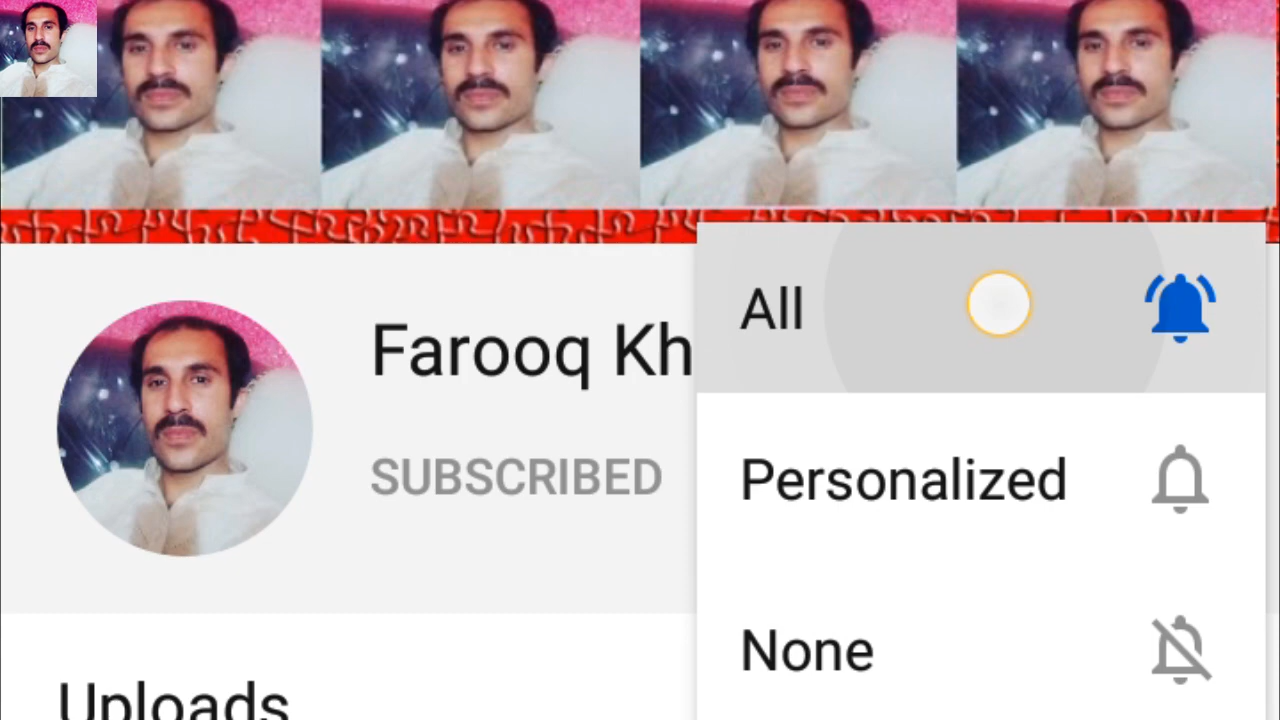 Farooq Kh
SUBSCRIBED
All
Personalized
None
Uploads